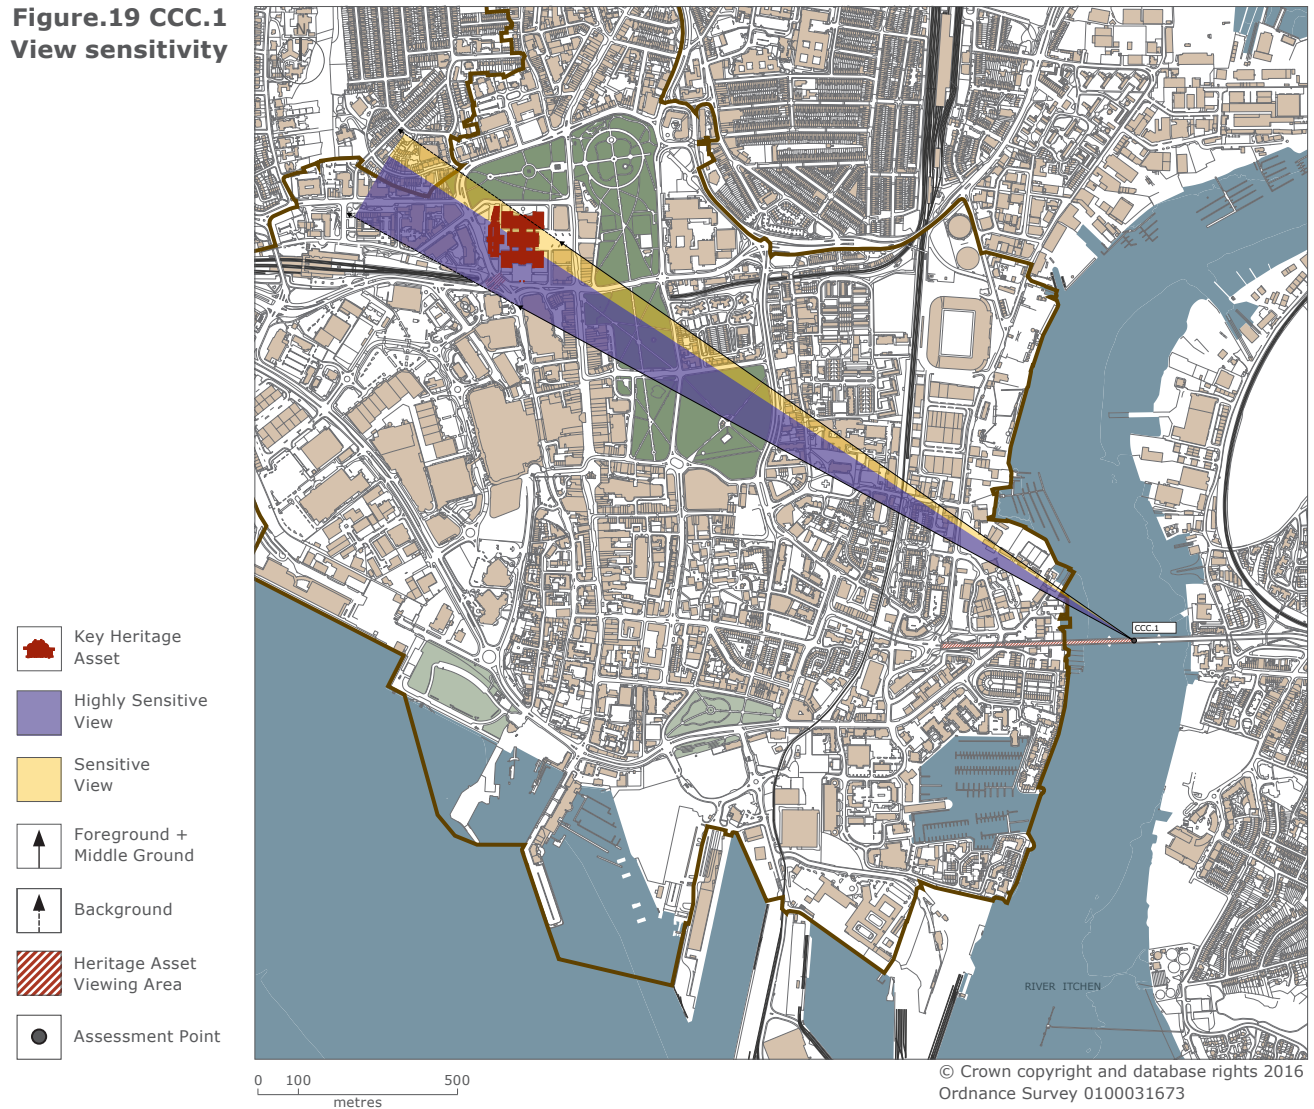 Figure.19 CCC.1
View sensitivity
CCC.1
Key Heritage
Asset
Highly Sensitive
View
Sensitive
View
Foreground +
Middle Ground
Background
Heritage Asset
Viewing Area
Assessment Point
RIVER ITCHEN
0 100 500
metres
© Crown copyright and database rights 2016
Ordnance Survey 0100031673